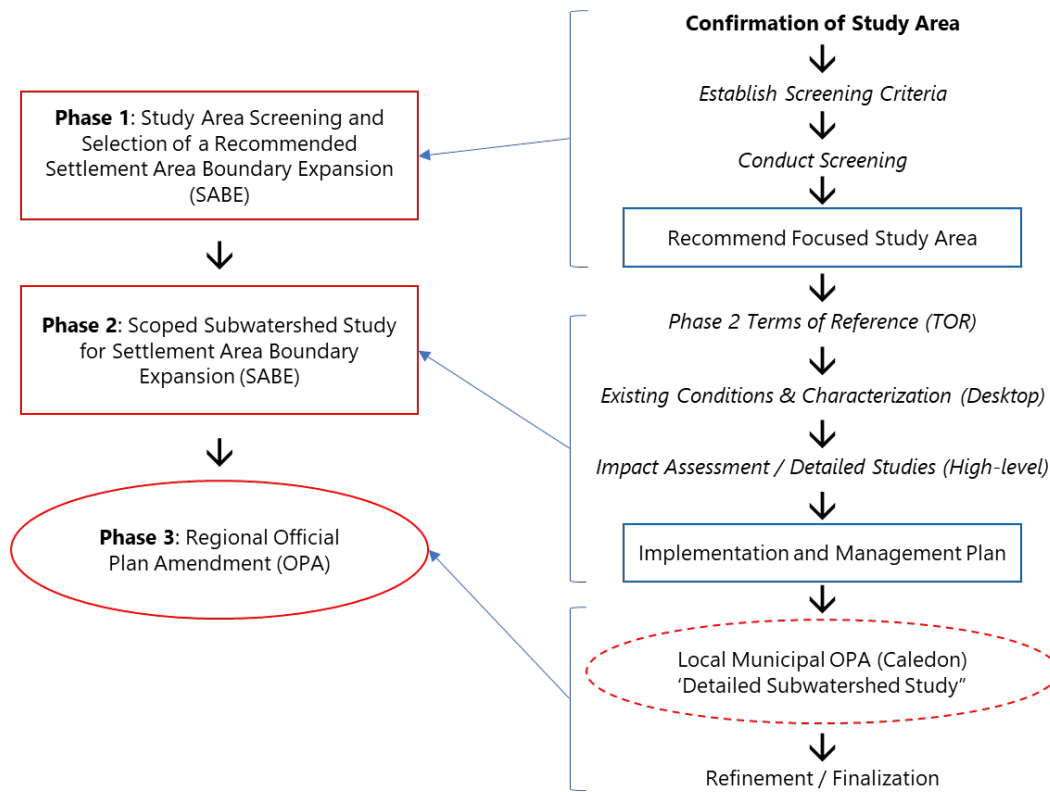 Phase 1: Study Area Screening and
Selection of a Recommended
Settlement Area Boundary Expansion
(SABE)
Phase 2: Scoped Subwatershed Study
for Settlement Area Boundary
Expansion (SABE)
Phase 3: Regional Official
Plan Amendment (OPA)
Confirmation of Study Area
Establish Screening Criteria
Conduct Screening
Recommend Focused Study Area
Phase 2 Terms of Reference (TOR)
Existing Conditions & Characterization (Desktop)
Impact Assessment / Detailed Studies (High-level)
Implementation and Management Plan
Local Municipal OPA (Caledon)
‘Detailed Subwatershed Study”
Refinement / Finalization